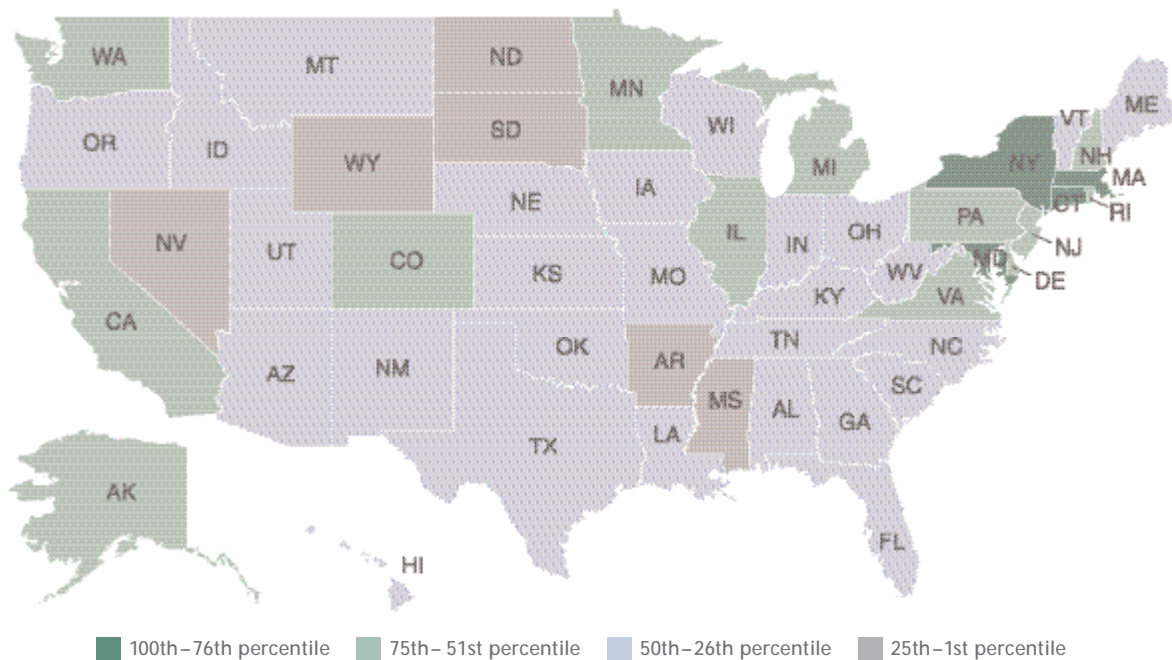 WA
MT
ND
MN
ME
VT
OR
ID
SD
WI
NH
NY
MA
WY
MI
RI
CT
IA
NE
PA
NV
IL
IN
OH
NJ
UT
CO
MD
WV
DE
KS
MO
VA
KY
CA
TN
NC
OK
AR
AZ
NM
SC
MS
AL
GA
LA
TX
AK
FL
HI
100th–76th percentile
75th–51st percentile
50th–26th percentile
25th–1st percentile